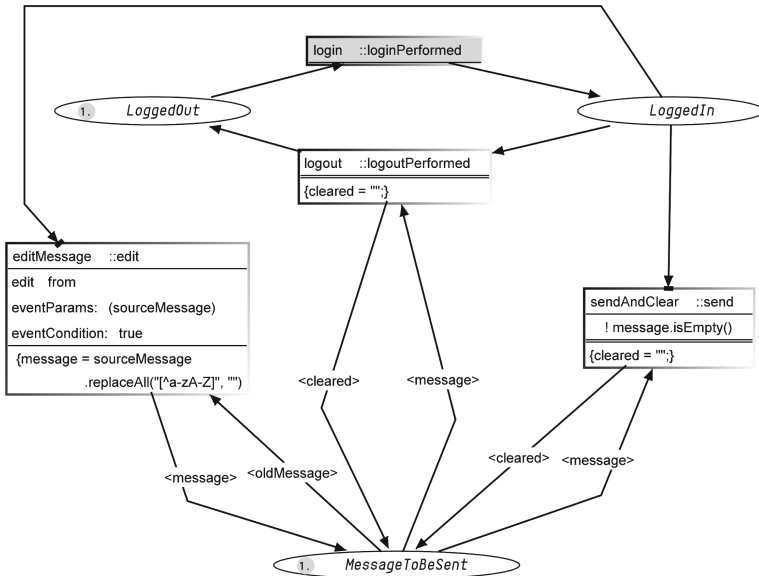 login ::loginPerformed
1. LoggedOut
LoggedIn
logout ::logoutPerformed
{cleared = "";}
editMessage ::edit
edit from
eventParams: (sourceMessage)
eventCondition: true
{message = sourceMessage
.replaceAll("[^a-zA-Z]", "")
sendAndClear ::send
! message.isEmpty()
{cleared = "";}
<cleared>
<message>
<message>
<oldMessage>
<cleared>
<message>
1. MessageToBeSent